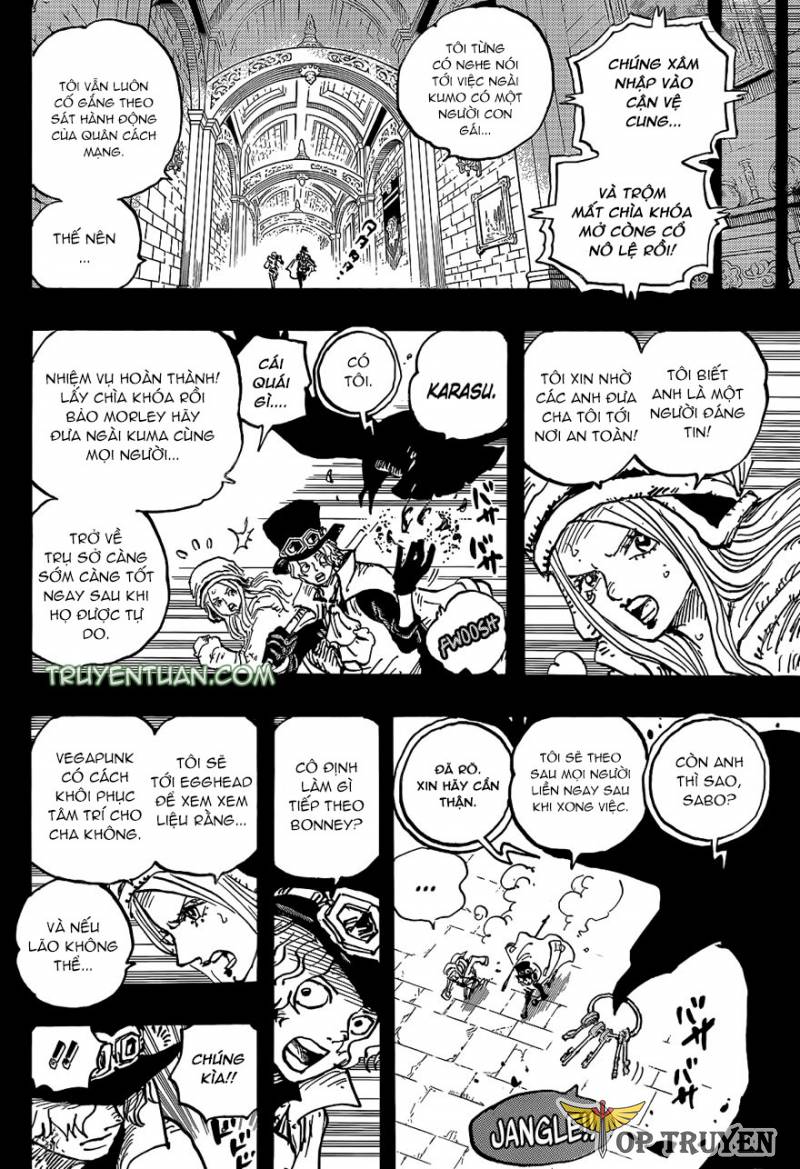 CHÚNG XÂM
NHẬP VÀO
CẬN VỆ
CUNG...
VÀ TRỘM
MẤT CHÌA KHÓA
MỞ CÒNG CỔ
NÔ LỆ RỒI!
TÔI TỪNG
CÓ NGHE NÓI
TỚI VIỆC NGÀI
KUMO CÓ MỘT
NGƯỜI CON
GÁI...
TÔI VẪN LUÔN
CỐ GẮNG THEO
SÁT HÀNH ĐỘNG
CỦA QUÂN CÁCH
MẠNG.
THẾ NÊN
...
TÔI BIẾT
ANH LÀ MỘT
NGƯỜI ĐÁNG
TIN!
TÔI XIN NHỜ
CÁC ANH ĐƯA
CHA TÔI TỚI
NƠI AN TOÀN!
KARASU.
CÓ
TÔI.
CÁI
QUÁI
GÌ....
NHIỆM VỤ HOÀN THÀNH!
LẤY CHÌA KHÓA RỒI
BẢO MORLEY HÃY
ĐƯA NGÀI KUMA CÙNG
MỌI NGƯỜI...
TRỞ VỀ
TRỤ SỞ CÀNG
SỚM CÀNG TỐT
NGAY SAU KHI
HỌ ĐƯỢC TỰ
DO.
FWOOSH
TRUYENTUAN.COM
CÒN ANH
THÌ SAO,
SABO?
TÔI SẼ THEO
SAU MỌI NGƯỜI
LIỀN NGAY SAU
KHI XONG VIỆC.
ĐÃ RÕ,
XIN HÃY CẨN
THẬN.
...
JANGLE!!
TOPTRUYEN
CÔ ĐỊNH
LÀM GÌ
TIẾP THEO
BONNEY?
TÔI SẼ
TỚI EGGHEAD
ĐỂ XEM XEM
LIỆU RẰNG...
VEGAPUNK
CÓ CÁCH
KHÔI PHỤC
TÂM TRÍ CHO
CHA KHÔNG.
VÀ NẾU
LÃO KHÔNG
THỂ...
CHÚNG
KÌA!!
!!